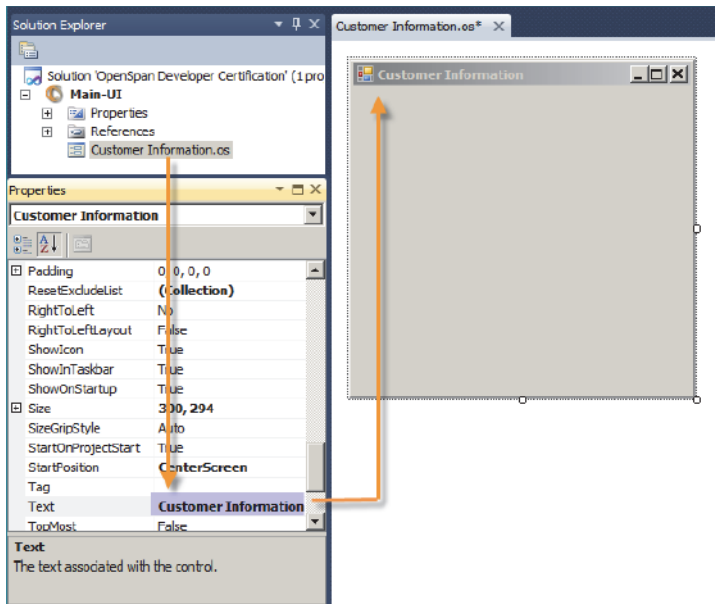 Solution Explorer
Solution 'OpenSpan Developer Certification' (1 pro
Main-UI
Properties
References
Customer Information.os
Properties
Customer Information
Padding 0, 0, 0, 0
ResetExcludeList (Collection)
RightToLeft No
RightToLeftLayout False
ShowIcon True
ShowInTaskbar True
ShowOnStartup True
Size 300, 294
SizeGripStyle Auto
StartOnProjectStart True
StartPosition CenterScreen
Tag
Text Customer Information
TopMost False
Text
The text associated with the control.
Customer Information.os*
Customer Information